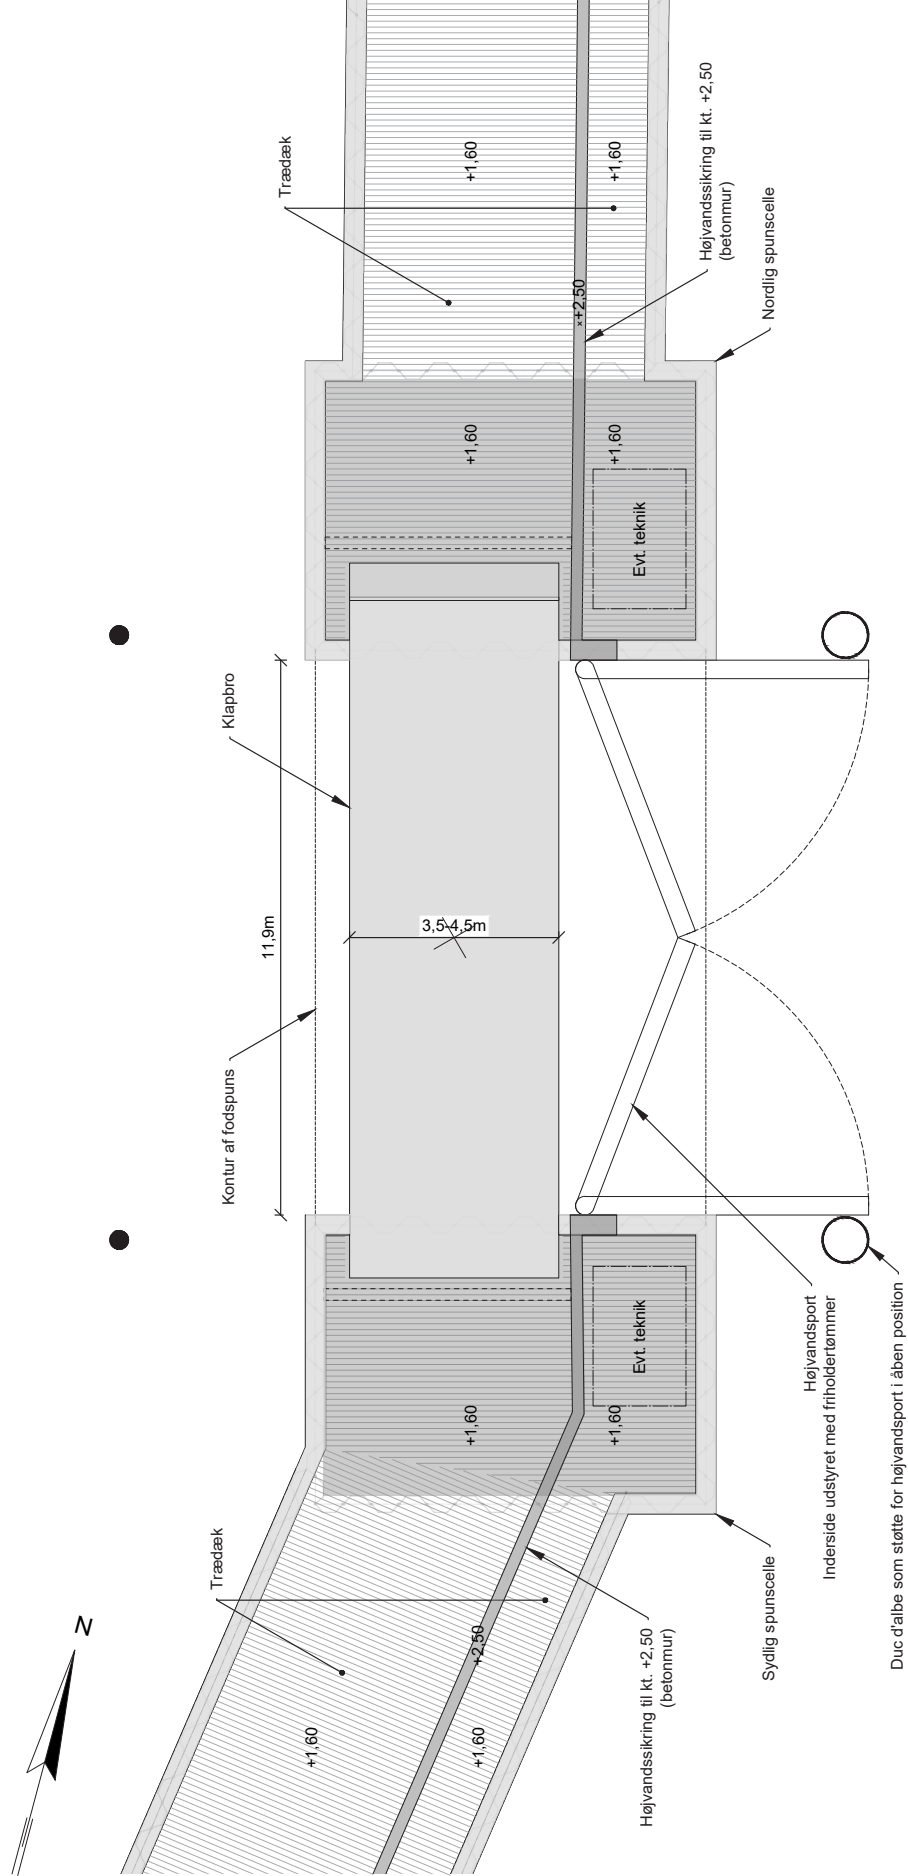 Trædæk
+1,60
+1,60
Højvandssikring til kt. +2,50
(betonmur)
Nordlig spunscelle
×+2,50
+1,60
+1,60
Evt. teknik
Klapbro
11,9m
3,5-4,5m
Kontur af fodspuns
Evt. teknik
+1,60
+1,60
Højvandsport
Inderside udstyret med friholdertømmer
Duc d'albe som støtte for højvandsport i åben position
Sydlig spunscelle
Trædæk
+2,50
Højvandssikring til kt. +2,50
(betonmur)
+1,60
+1,60
N